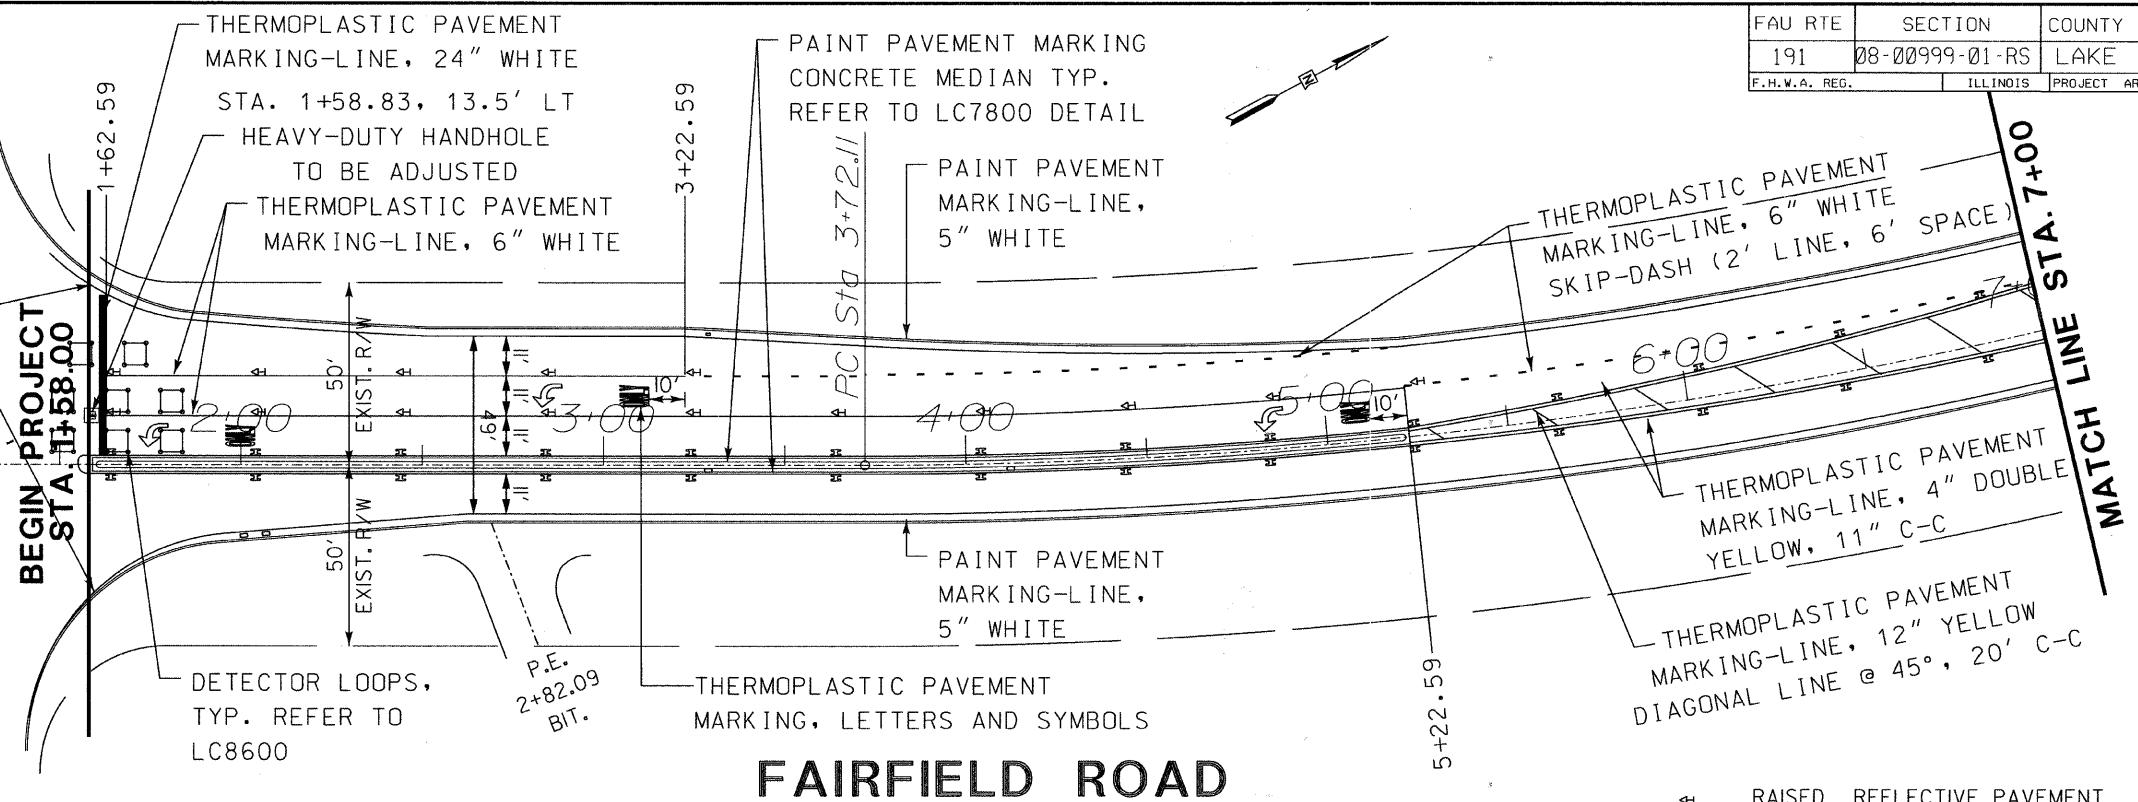 THERMOPLASTIC PAVEMENT
MARKING-LINE, 24" WHITE
STA. 1+58.83, 13.5' LT
HEAVY-DUTY HANDHOLE
TO BE ADJUSTED
THERMOPLASTIC PAVEMENT
MARKING-LINE, 6" WHITE
1+62.59
3+22.59
PAINT PAVEMENT MARKING
CONCRETE MEDIAN TYP.
REFER TO LC7800 DETAIL
PC Sta 3+72.11
PAINT PAVEMENT
MARKING-LINE,
5" WHITE
N
FAU RTE SECTION COUNTY
191 08-00999-01-RS LAKE
F.H.W.A. REG. ILLINOIS PROJECT AR
THERMOPLASTIC PAVEMENT
MARKING-LINE, 6" WHITE
SKIP-DASH (2' LINE, 6' SPACE)
MATCH LINE STA. 7+00
BEGIN PROJECT
STA. 1+58.00
50'
EXIST. R/W
50'
EXIST. R/W
49'
11'
11'
11'
11'
10'
10'
2+00
3+00
4+00
5+00
6+00
THERMOPLASTIC PAVEMENT
MARKING-LINE, 4" DOUBLE
YELLOW, 11" C-C
THERMOPLASTIC PAVEMENT
MARKING-LINE, 12" YELLOW
DIAGONAL LINE @ 45°, 20' C-C
PAINT PAVEMENT
MARKING-LINE,
5" WHITE
P.E.
2+82.09
BIT.
DETECTOR LOOPS,
TYP. REFER TO
LC8600
THERMOPLASTIC PAVEMENT
MARKING, LETTERS AND SYMBOLS
5+22.59
FAIRFIELD ROAD
RAISED REFLECTIVE PAVEMENT